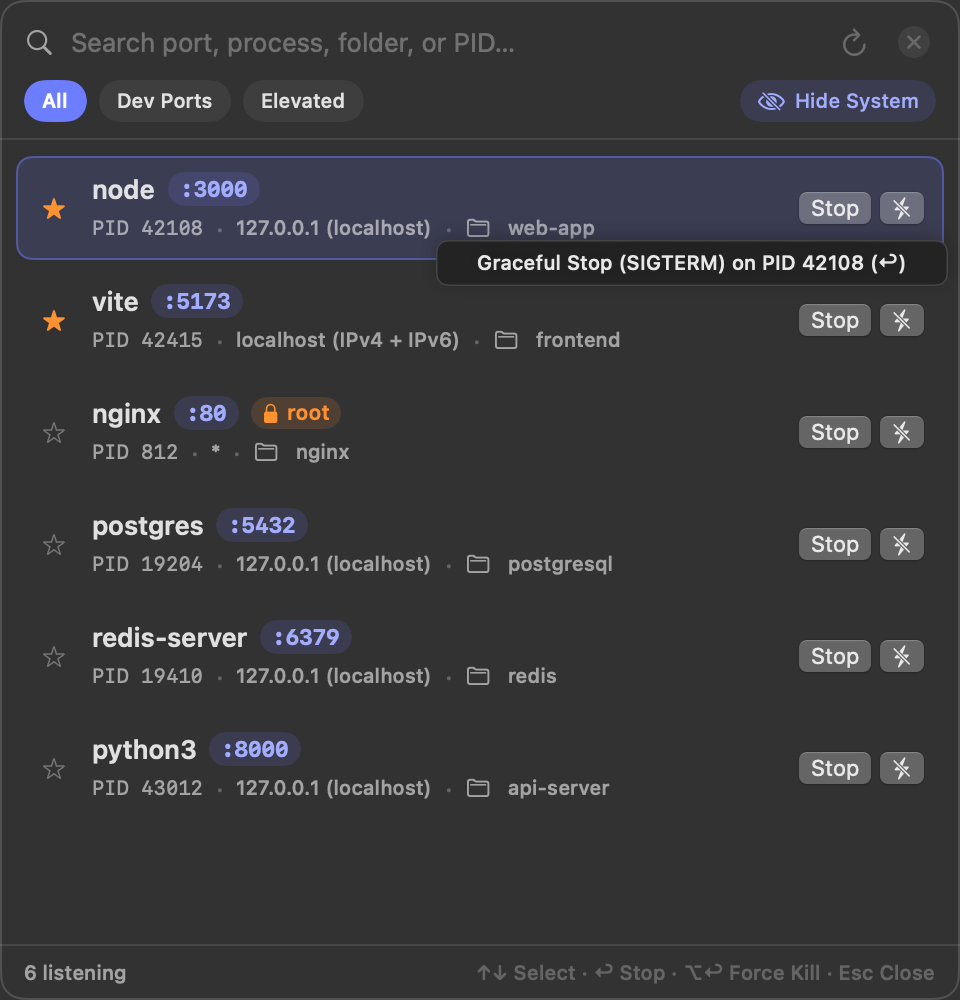 Search port, process, folder, or PID...
All Dev Ports Elevated Hide System
node :3000
PID 42108 · 127.0.0.1 (localhost) · web-app
Stop
Graceful Stop (SIGTERM) on PID 42108 (↩)
vite :5173
PID 42415 · localhost (IPv4 + IPv6) · frontend
Stop
nginx :80 root
PID 812 · * · nginx
Stop
postgres :5432
PID 19204 · 127.0.0.1 (localhost) · postgresql
Stop
redis-server :6379
PID 19410 · 127.0.0.1 (localhost) · redis
Stop
python3 :8000
PID 43012 · 127.0.0.1 (localhost) · api-server
Stop
6 listening
↑↓ Select · ↩ Stop · ⌥↩ Force Kill · Esc Close